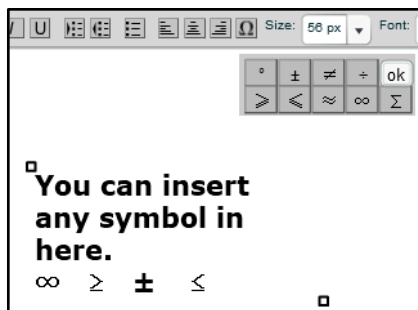 U Ω Size: 56 px Font:
° ± ≠ ÷ ok
⩾ ⩽ ≈ ∞ Σ
You can insert
any symbol in
here.
∞ ≥ ± ≤